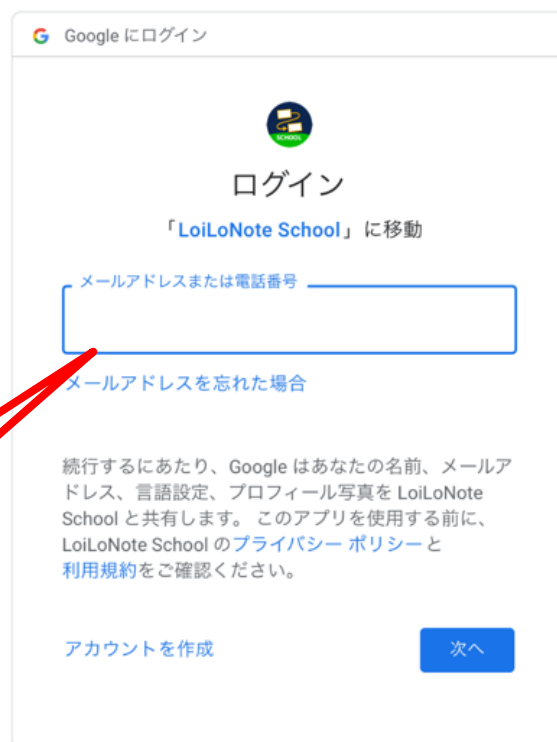 Google にログイン
SCHOOL
ログイン
「LoiLoNote School」に移動
メールアドレスまたは電話番号
メールアドレスを忘れた場合
続行するにあたり、Google はあなたの名前、メールア
ドレス、言語設定、プロフィール写真を LoiLoNote
School と共有します。 このアプリを使用する前に、
LoiLoNote School のプライバシー ポリシーと
利用規約をご確認ください。
アカウントを作成
次へ